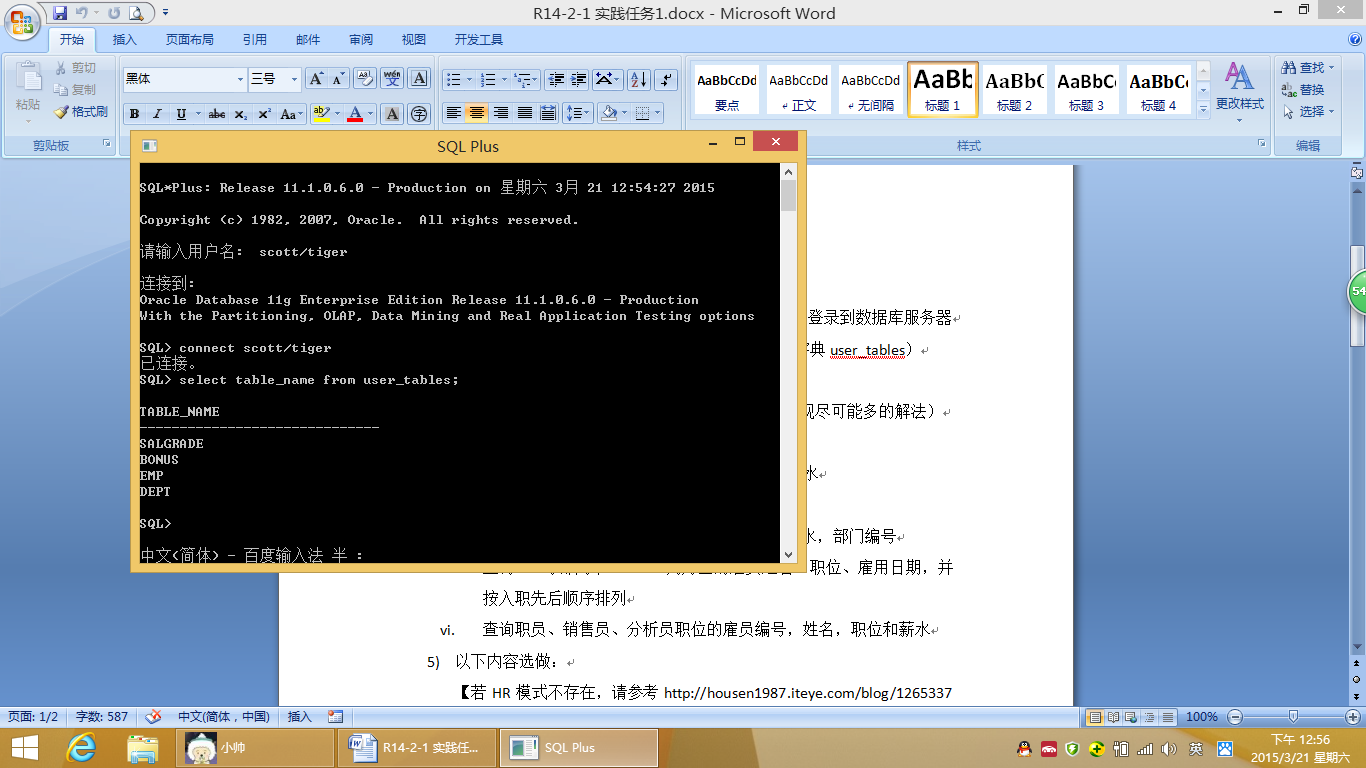 R14-2-1 实践任务1.docx - Microsoft Word
开始 插入 页面布局 引用 邮件 审阅 视图 开发工具
粘贴 剪切 复制 格式刷
剪贴板
黑体 三号
AaBbCcDd AaBbCcDd AaBbCcDd AaBb AaBbC AaBbC AaBbC
要点 正文 无间隔 标题 1 标题 2 标题 3 标题 4
更改样式
样式
查找
替换
选择
编辑
SQL Plus
SQL*Plus: Release 11.1.0.6.0 - Production on 星期六 3月 21 12:54:27 2015
Copyright (c) 1982, 2007, Oracle.  All rights reserved.
请输入用户名:  scott/tiger
连接到:
Oracle Database 11g Enterprise Edition Release 11.1.0.6.0 - Production
With the Partitioning, OLAP, Data Mining and Real Application Testing options
SQL> connect scott/tiger
已连接。
SQL> select table_name from user_tables;
TABLE_NAME
------------------------------
SALGRADE
BONUS
EMP
DEPT
SQL>
中文(简体) - 百度输入法 半 :
登录到数据库服务器
典 user_tables）
尽可能多的解法）
水
水，部门编号
职位、雇用日期，并
按入职先后顺序排列
vi. 查询职员、销售员、分析员职位的雇员编号，姓名，职位和薪水
5) 以下内容选做：
【若 HR 模式不存在，请参考 http://housen1987.iteye.com/blog/1265337
54
页面: 1/2 字数: 587 中文(简体，中国) 插入 100%
小帅 R14-2-1 实践任... SQL Plus
英
下午 12:56
2015/3/21 星期六